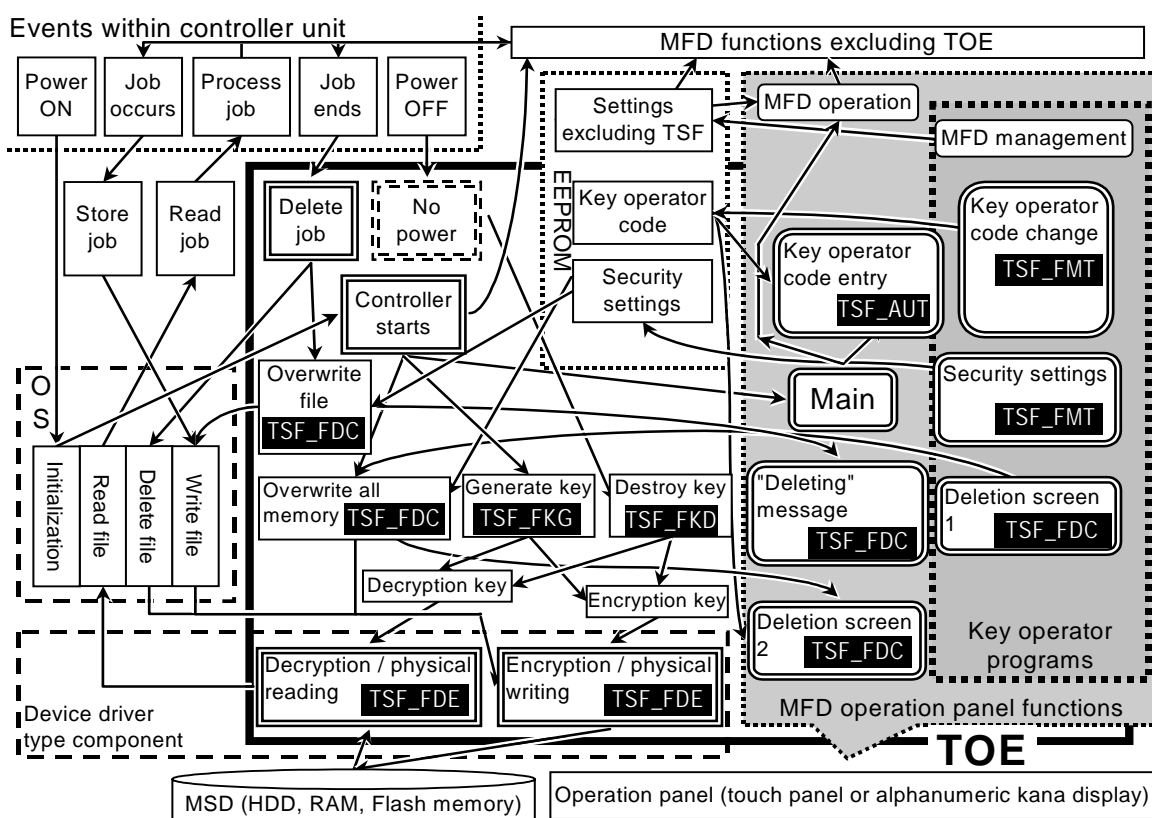 Events within controller unit
MFD functions excluding TOE
Power
ON
Job
occurs
Process
job
Job
ends
Power
OFF
Settings
excluding TSF
MFD operation
MFD management
Store
job
Read
job
Delete
job
No
power
EEPROM
Key operator
code
Key operator
code change
TSF_FMT
Key operator
code entry
TSF_AUT
Security
settings
Controller
starts
Overwrite
file
TSF_FDC
Main
Security settings
TSF_FMT
O
S
Initialization
Read file
Delete file
Write file
Overwrite all
memory TSF_FDC
Generate key
TSF_FKG
Destroy key
TSF_FKD
"Deleting"
message
TSF_FDC
Deletion screen
1 TSF_FDC
Decryption key
Encryption key
Deletion screen
2 TSF_FDC
Key operator
programs
Decryption / physical
reading TSF_FDE
Encryption / physical
writing TSF_FDE
Device driver
type component
MFD operation panel functions
TOE
MSD (HDD, RAM, Flash memory)
Operation panel (touch panel or alphanumeric kana display)